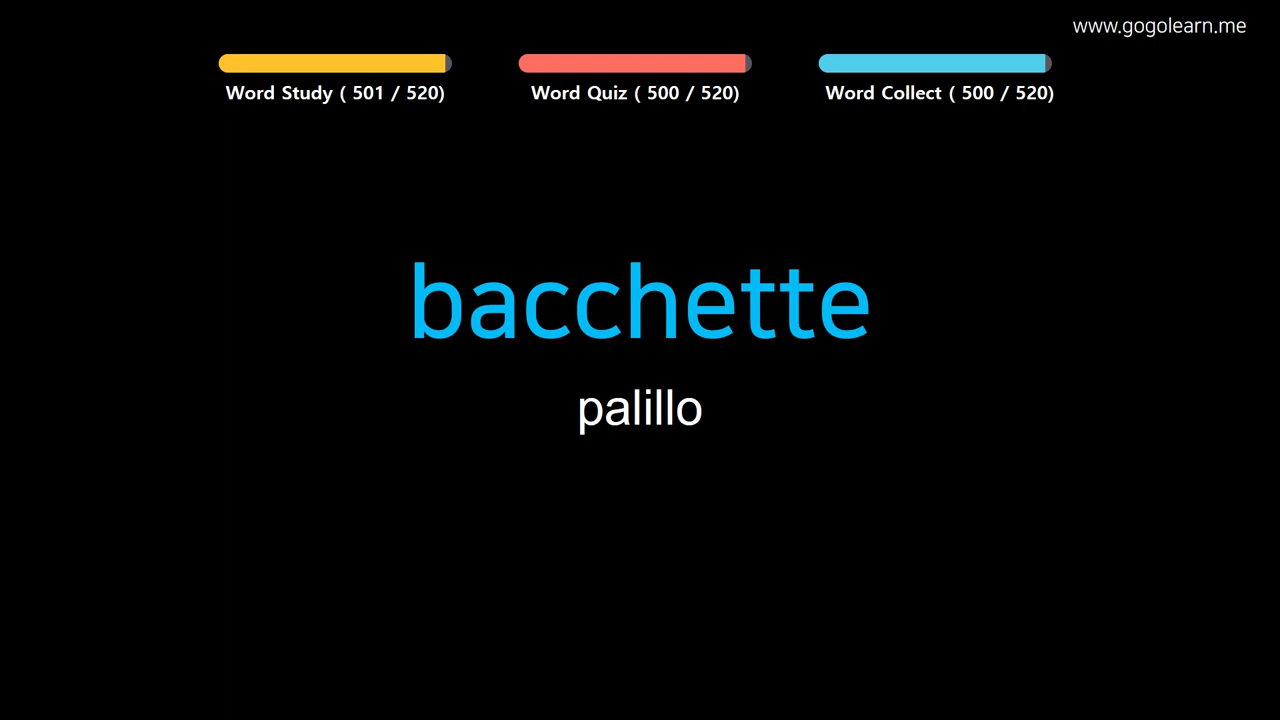 www.gogolearn.me
Word Study ( 501 / 520)
Word Quiz ( 500 / 520)
Word Collect ( 500 / 520)
bacchette
palillo